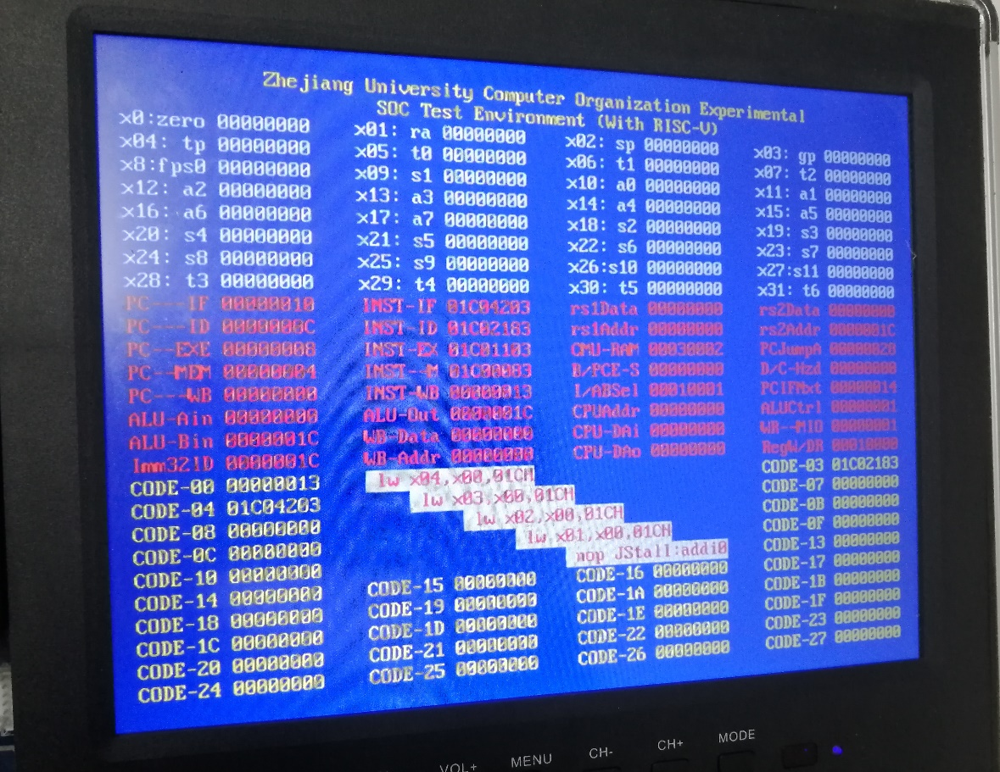 Zhejiang University Computer Organization Experimental
SOC Test Environment (With RISC-V)
x0:zero 00000000 x01: ra 00000000 x02: sp 00000000 x03: gp 00000000
x04: tp 00000000 x05: t0 00000000 x06: t1 00000000 x07: t2 00000000
x8:fps0 00000000 x09: s1 00000000 x10: a0 00000000 x11: a1 00000000
x12: a2 00000000 x13: a3 00000000 x14: a4 00000000 x15: a5 00000000
x16: a6 00000000 x17: a7 00000000 x18: s2 00000000 x19: s3 00000000
x20: s4 00000000 x21: s5 00000000 x22: s6 00000000 x23: s7 00000000
x24: s8 00000000 x25: s9 00000000 x26:s10 00000000 x27:s11 00000000
x28: t3 00000000 x29: t4 00000000 x30: t5 00000000 x31: t6 00000000
PC---IF 00000010 INST-IF 01C04203 rs1Data 00000000 rs2Data 00000000
PC---ID 0000000C INST-ID 01C02183 rs1Addr 00000000 rs2Addr 0000001C
PC--EXE 00000008 INST-EX 01C01103 CMU-RAM 00030002 PCJumpA 00000028
PC--MEM 00000004 INST--M 01C00083 B/PCE-S 00000000 D/C-Hzd 00000000
PC---WB 00000000 INST-WB 00000013 I/ABSel 00010001 PCIFNxt 00000014
ALU-Ain 00000000 ALU-Out 0000001C CPUAddr 00000000 ALUCtrl 00000001
ALU-Bin 0000001C WB-Data 00000000 CPU-DAi 00000000 WR--MIO 00000001
Imm32ID 0000001C WB-Addr 00000000 CPU-DAo 00000000 RegW/DR 00010000
CODE-00 00000013 lw x04,x00,01CH CODE-03 01C02183
CODE-04 01C04203 lw x03,x00,01CH CODE-07 00000000
CODE-08 00000000 lw x02,x00,01CH CODE-0B 00000000
CODE-0C 00000000 lw x01,x00,01CH CODE-0F 00000000
CODE-10 00000000 nop JStall:addi0 CODE-13 00000000
CODE-14 00000000 CODE-15 00000000 CODE-16 00000000 CODE-17 00000000
CODE-18 00000000 CODE-19 00000000 CODE-1A 00000000 CODE-1B 00000000
CODE-1C 00000000 CODE-1D 00000000 CODE-1E 00000000 CODE-1F 00000000
CODE-20 00000000 CODE-21 00000000 CODE-22 00000000 CODE-23 00000000
CODE-24 00000000 CODE-25 00000000 CODE-26 00000000 CODE-27 00000000
VOL+ MENU CH- CH+ MODE